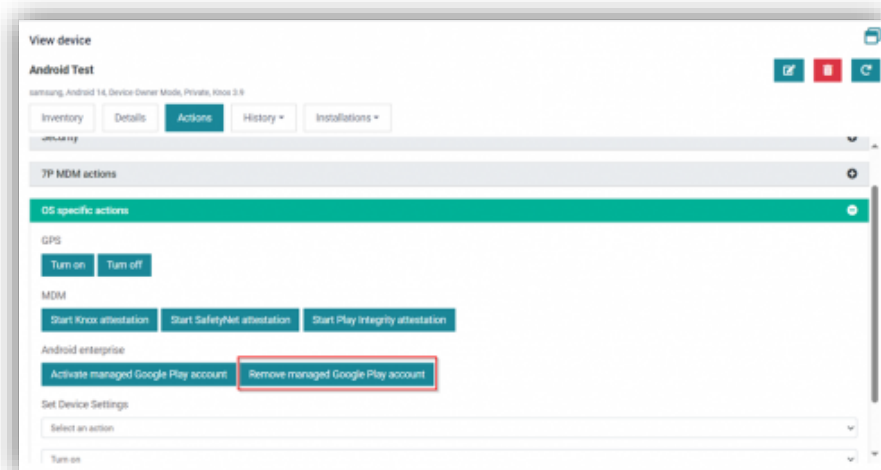 View device
Android Test
samsung, Android 14, Device Owner Mode, Private, Knox 3.9
Inventory Details Actions History Installations
Security
7P MDM actions
OS specific actions
GPS
Turn on Turn off
MDM
Start Knox attestation Start SafetyNet attestation Start Play Integrity attestation
Android enterprise
Activate managed Google Play account Remove managed Google Play account
Set Device Settings
Select an action
Turn on